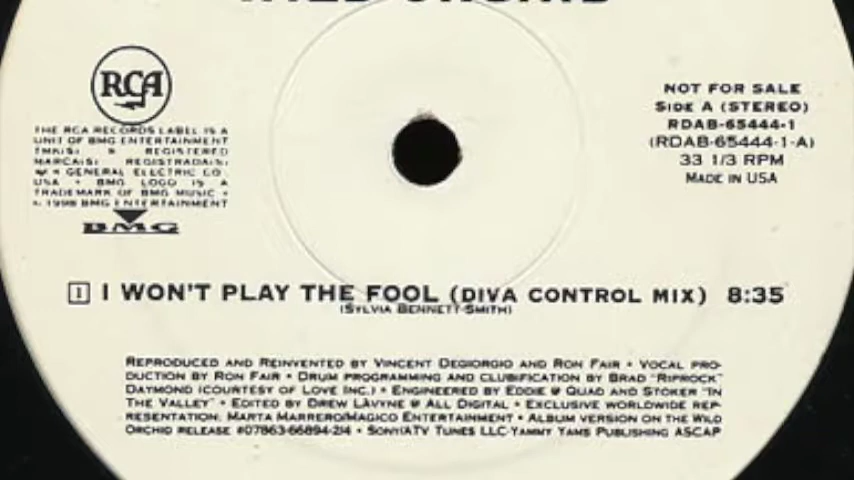 WILD ORCHID
RCA
THE RCA RECORDS LABEL IS A
UNIT OF BMG ENTERTAINMENT
TMK(S) ® REGISTERED
MARCA(S) REGISTRADA(S)
GENERAL ELECTRIC CO.,
USA • BMG LOGO IS A
TRADEMARK OF BMG MUSIC •
© 1998 BMG ENTERTAINMENT
BMG
NOT FOR SALE
SIDE A (STEREO)
RDAB-65444-1
(RDAB-65444-1-A)
33 1/3 RPM
MADE IN USA
1 I WON'T PLAY THE FOOL (DIVA CONTROL MIX) 8:35
(SYLVIA BENNETT-SMITH)
REPRODUCED AND REINVENTED BY VINCENT DEGIORGIO AND RON FAIR • VOCAL PRO-
DUCTION BY RON FAIR • DRUM PROGRAMMING AND CLUBIFICATION BY BRAD "RIPROCK"
DAYMOND (COURTESY OF LOVE INC.) • ENGINEERED BY EDDIE @ QUAD AND STOKER "IN
THE VALLEY" • EDITED BY DREW LAVYNE @ ALL DIGITAL • EXCLUSIVE WORLDWIDE REP-
RESENTATION: MARTA MARRERO/MAGICO ENTERTAINMENT • ALBUM VERSION ON THE WILD
ORCHID RELEASE #07863-66894-2/4 • SONY/ATV TUNES LLC-YAMMY YAMS PUBLISHING ASCAP